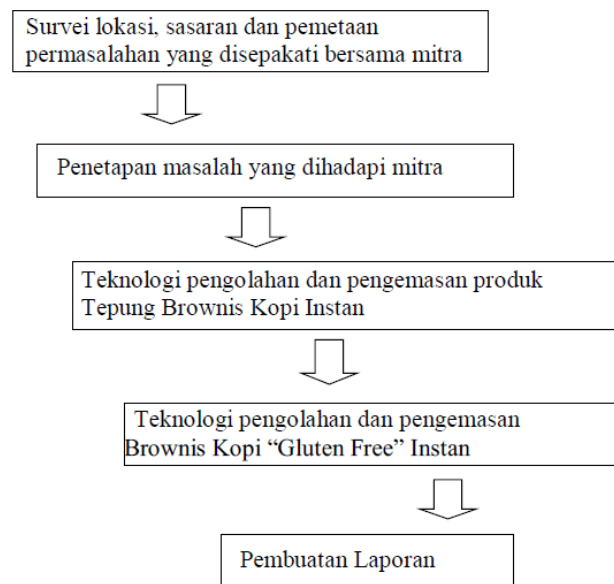 Survei lokasi, sasaran dan pemetaan
permasalahan yang disepakati bersama mitra
Penetapan masalah yang dihadapi mitra
Teknologi pengolahan dan pengemasan produk
Tepung Brownis Kopi Instan
Teknologi pengolahan dan pengemasan
Brownis Kopi “Gluten Free” Instan
Pembuatan Laporan